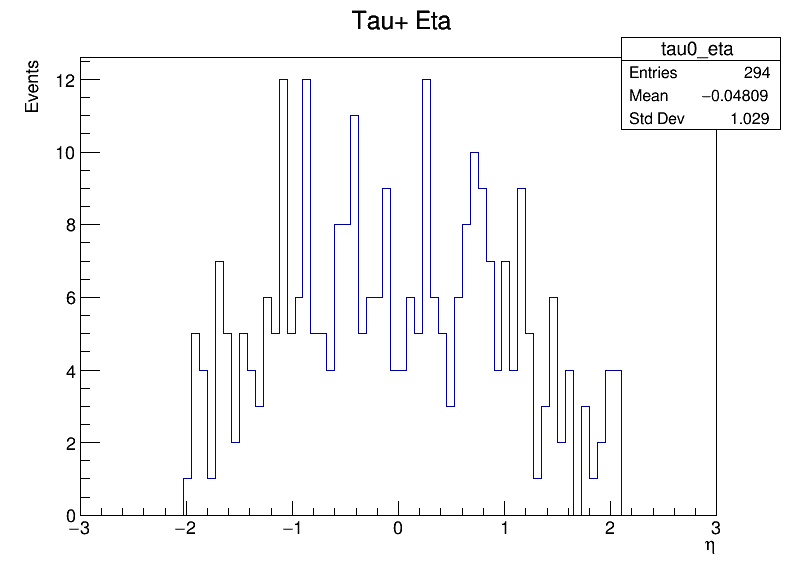 Tau+ Eta
tau0_eta
Entries 294
Mean −0.04809
Std Dev 1.029
Events
12
10
8
6
4
2
0
−3 −2 −1 0 1 2 3
η